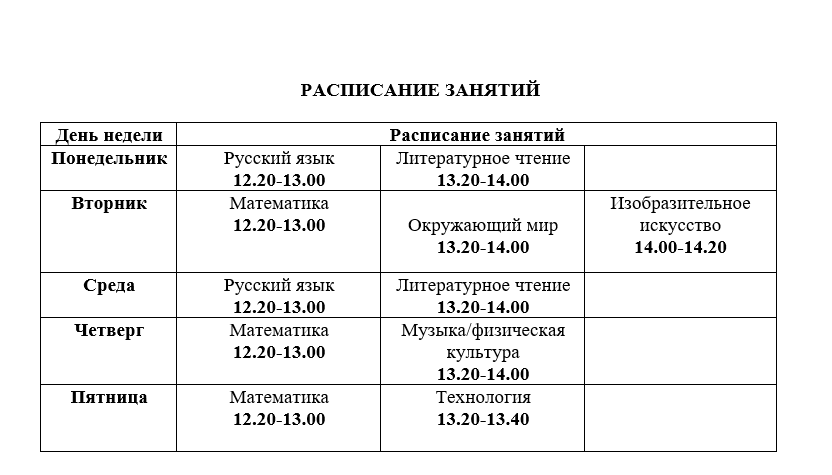 РАСПИСАНИЕ ЗАНЯТИЙ
День недели Расписание занятий
Понедельник Русский язык Литературное чтение
12.20-13.00 13.20-14.00
Вторник Математика Изобразительное
12.20-13.00 Окружающий мир искусство
13.20-14.00 14.00-14.20
Среда Русский язык Литературное чтение
12.20-13.00 13.20-14.00
Четверг Математика Музыка/физическая
12.20-13.00 культура
13.20-14.00
Пятница Математика Технология
12.20-13.00 13.20-13.40